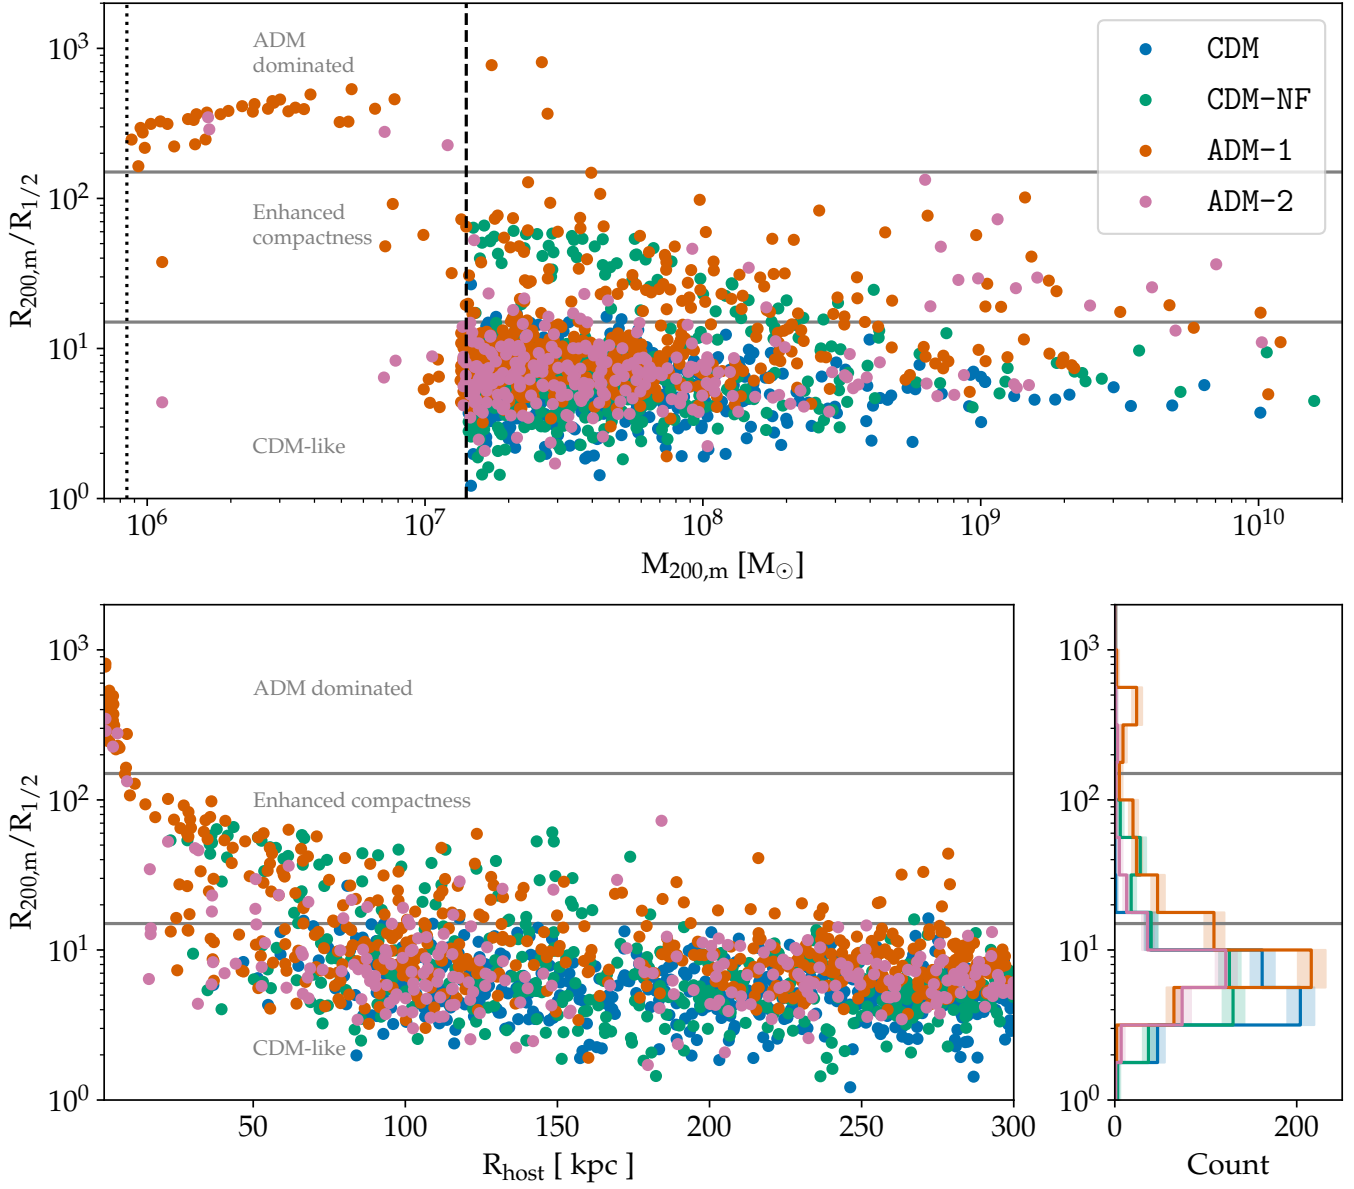 10³
10²
10¹
10⁰
R₂₀₀,ₘ/R₁/₂
ADM
dominated
Enhanced
compactness
CDM-like
CDM
CDM-NF
ADM-1
ADM-2
10⁶
10⁷
10⁸
10⁹
10¹⁰
M₂₀₀,ₘ [M☉]
10³
10²
10¹
10⁰
R₂₀₀,ₘ/R₁/₂
ADM dominated
Enhanced compactness
CDM-like
50
100
150
200
250
300
R_host [ kpc ]
10³
10²
10¹
10⁰
0
200
Count